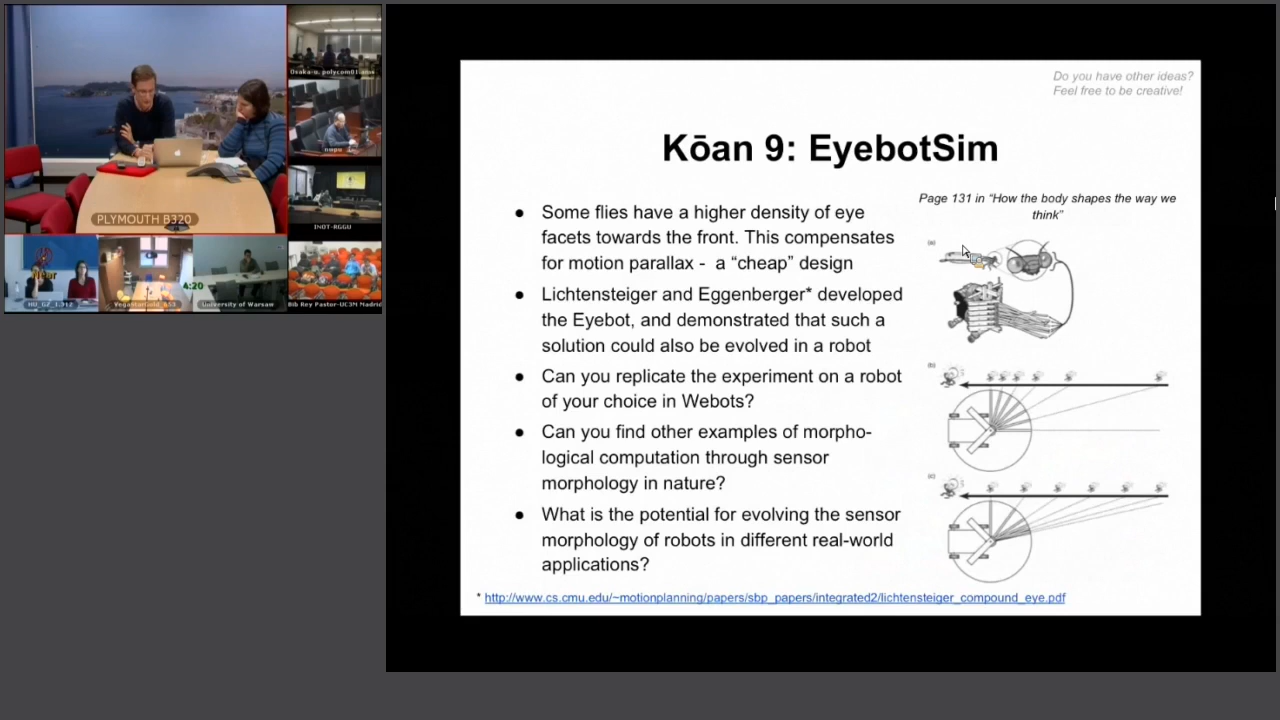 Osaka-u. polycom01.ams
nwpu
PLYMOUTH B320
INOT-RGGU
4:20
HU_GZ_1.312
University of Warsaw
Bib Rey Pastor-UC3M Madrid
Do you have other ideas?
Feel free to be creative!
Kōan 9: EyebotSim
Page 131 in “How the body shapes the way we
think”
● Some flies have a higher density of eye
facets towards the front. This compensates
for motion parallax - a “cheap” design
● Lichtensteiger and Eggenberger* developed
the Eyebot, and demonstrated that such a
solution could also be evolved in a robot
● Can you replicate the experiment on a robot
of your choice in Webots?
● Can you find other examples of morpho-
logical computation through sensor
morphology in nature?
● What is the potential for evolving the sensor
morphology of robots in different real-world
applications?
(a)
(b)
(c)
* http://www.cs.cmu.edu/~motionplanning/papers/sbp_papers/integrated2/lichtensteiger_compound_eye.pdf